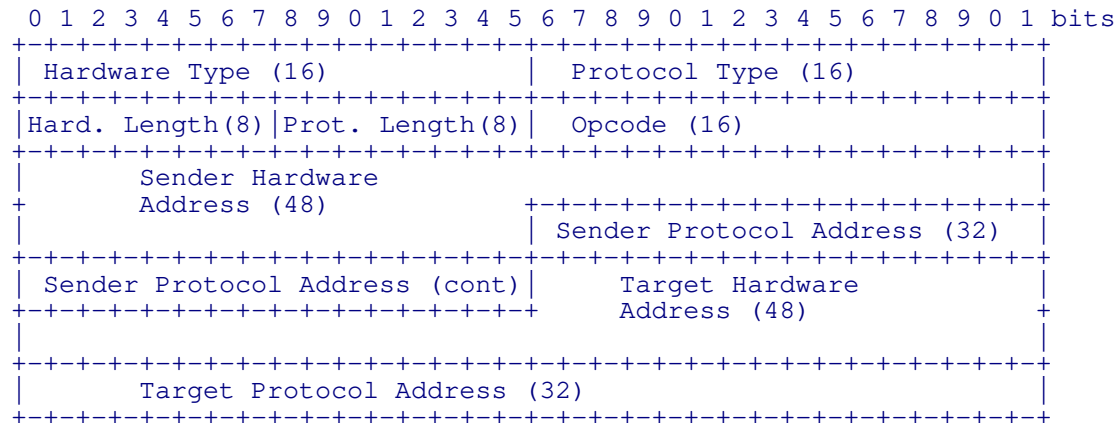 0 1 2 3 4 5 6 7 8 9 0 1 2 3 4 5 6 7 8 9 0 1 2 3 4 5 6 7 8 9 0 1 bits
+-+-+-+-+-+-+-+-+-+-+-+-+-+-+-+-+-+-+-+-+-+-+-+-+-+-+-+-+-+-+-+-+
| Hardware Type (16) | Protocol Type (16) |
+-+-+-+-+-+-+-+-+-+-+-+-+-+-+-+-+-+-+-+-+-+-+-+-+-+-+-+-+-+-+-+-+
|Hard. Length(8)|Prot. Length(8)| Opcode (16) |
+-+-+-+-+-+-+-+-+-+-+-+-+-+-+-+-+-+-+-+-+-+-+-+-+-+-+-+-+-+-+-+-+
| Sender Hardware |
+ Address (48) +-+-+-+-+-+-+-+-+-+-+-+-+-+-+-+-+
| | Sender Protocol Address (32) |
+-+-+-+-+-+-+-+-+-+-+-+-+-+-+-+-+-+-+-+-+-+-+-+-+-+-+-+-+-+-+-+-+
| Sender Protocol Address (cont)| Target Hardware |
+-+-+-+-+-+-+-+-+-+-+-+-+-+-+-+-+ Address (48) +
| |
+-+-+-+-+-+-+-+-+-+-+-+-+-+-+-+-+-+-+-+-+-+-+-+-+-+-+-+-+-+-+-+-+
| Target Protocol Address (32) |
+-+-+-+-+-+-+-+-+-+-+-+-+-+-+-+-+-+-+-+-+-+-+-+-+-+-+-+-+-+-+-+-+